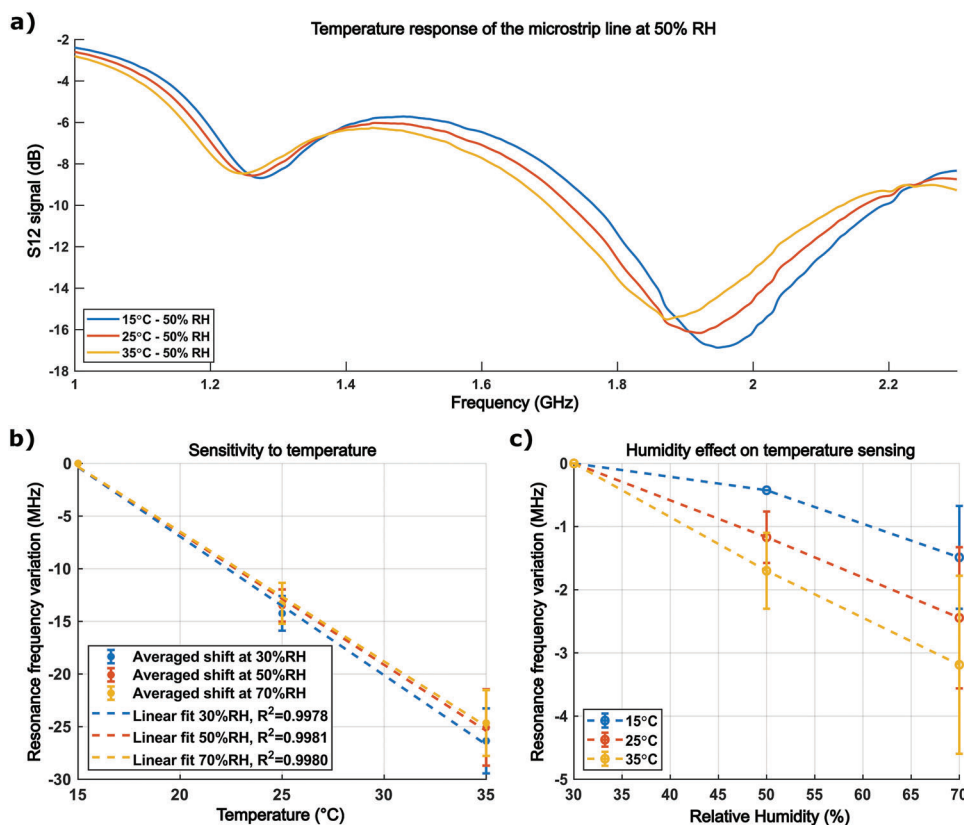 a)
Temperature response of the microstrip line at 50% RH
-2
-4
-6
-8
-10
-12
-14
-16
-18
S12 signal (dB)
15°C - 50% RH
25°C - 50% RH
35°C - 50% RH
1
1.2
1.4
1.6
1.8
2
2.2
Frequency (GHz)
b)
Sensitivity to temperature
0
-5
-10
-15
-20
-25
-30
Resonance frequency variation (MHz)
Averaged shift at 30%RH
Averaged shift at 50%RH
Averaged shift at 70%RH
Linear fit 30%RH, R²=0.9978
Linear fit 50%RH, R²=0.9981
Linear fit 70%RH, R²=0.9980
15
20
25
30
35
Temperature (°C)
c)
Humidity effect on temperature sensing
0
-1
-2
-3
-4
-5
Resonance frequency variation (MHz)
15°C
25°C
35°C
30
35
40
45
50
55
60
65
70
Relative Humidity (%)